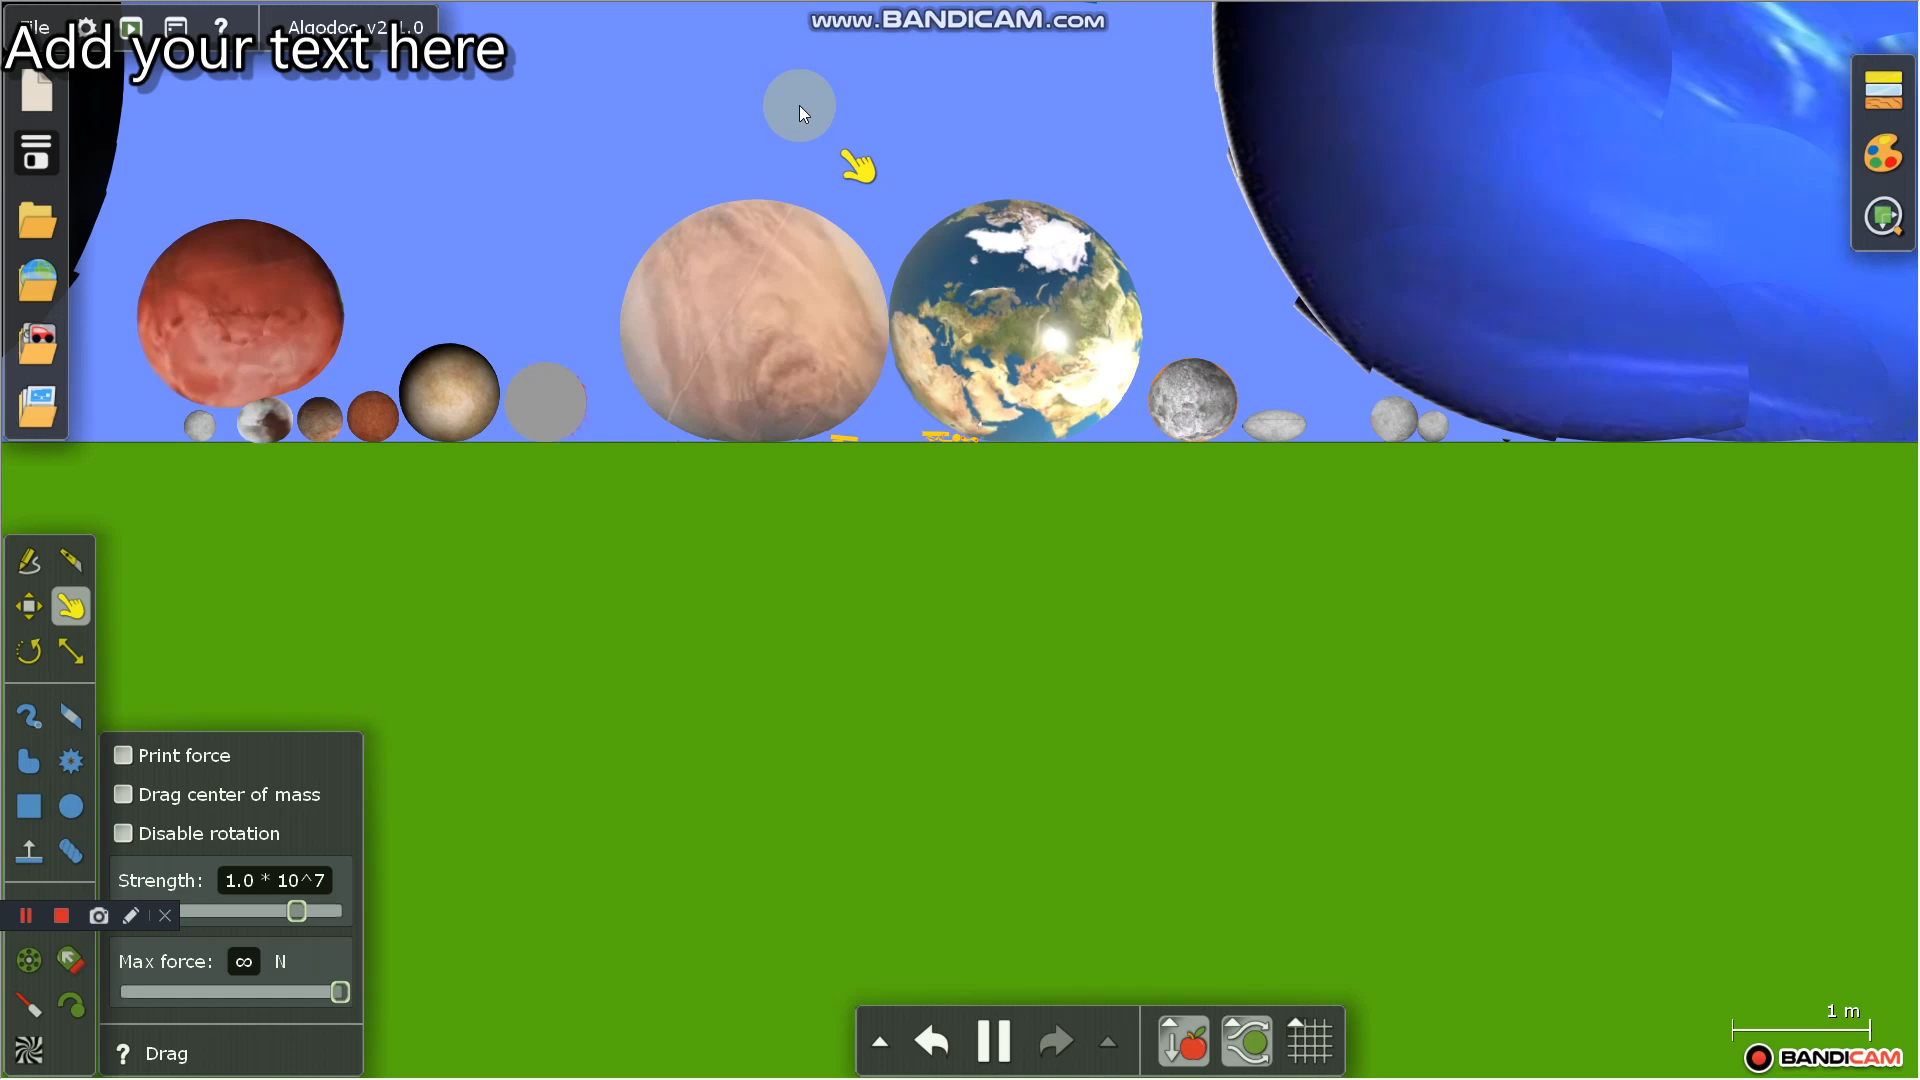 File
?
Algodoo v2.1.0
www.BANDICAM.com
Add your text here
Print force
Drag center of mass
Disable rotation
Strength: 1.0 * 10^7
Max force: ∞ N
? Drag
1 m
BANDICAM